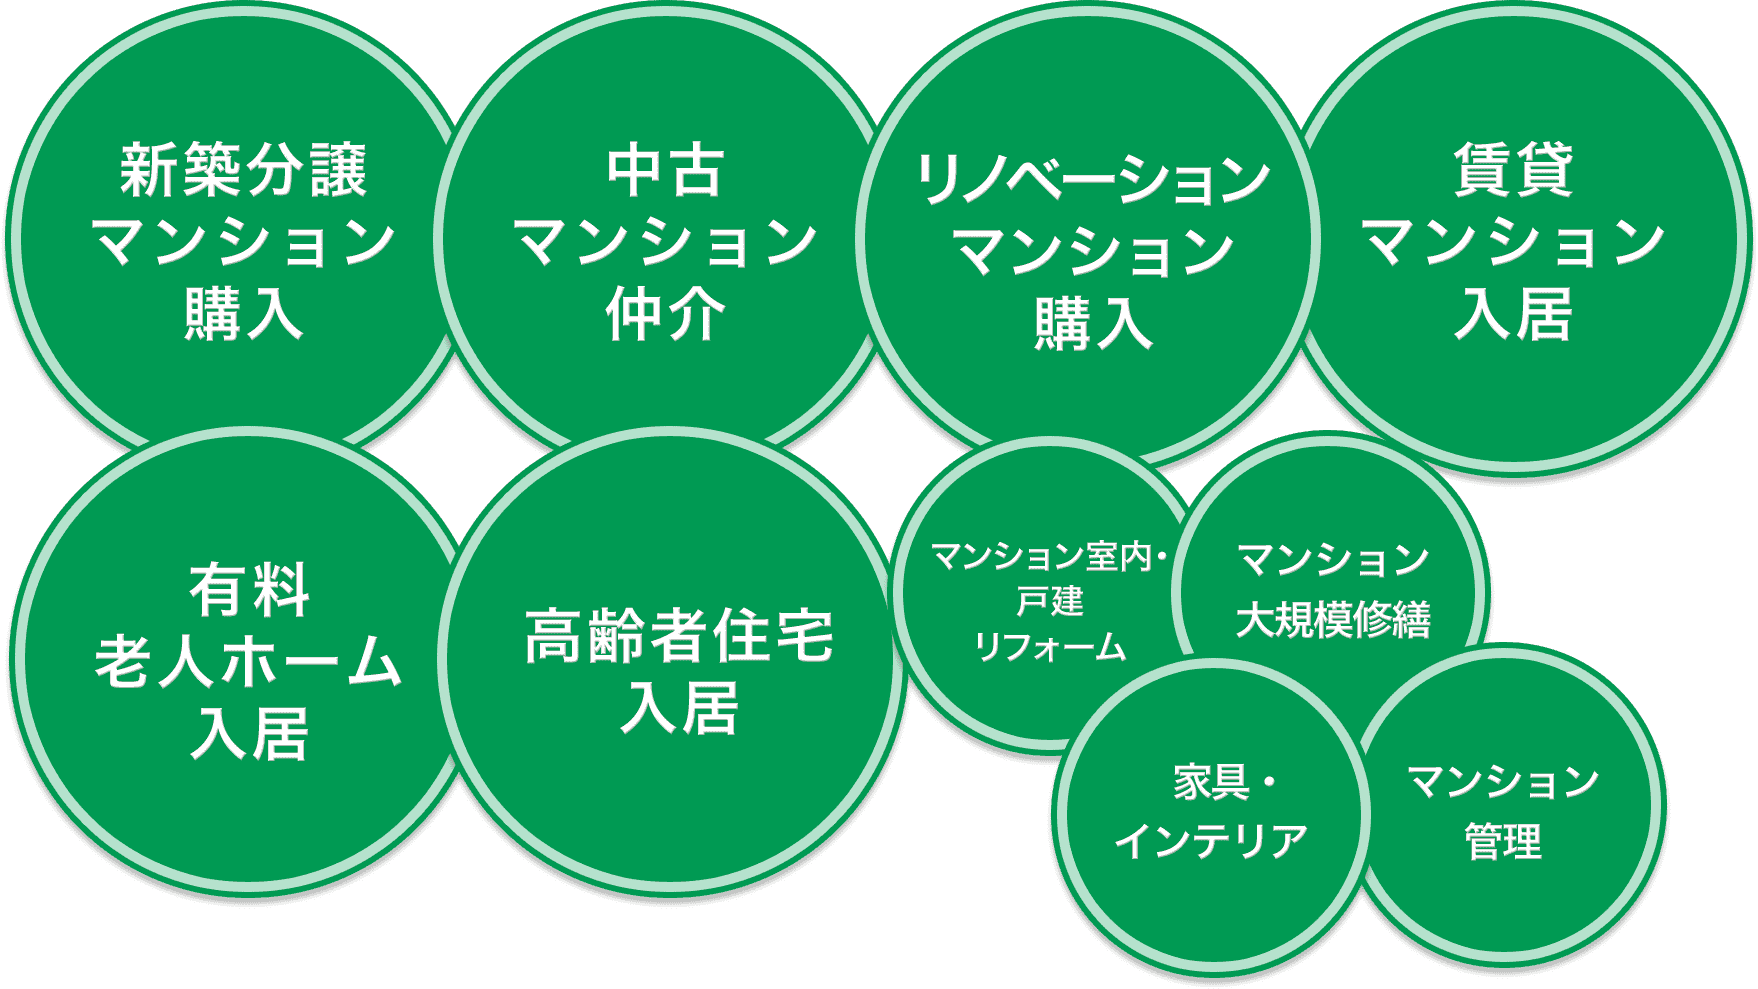 新築分譲
マンション
購入
中古
マンション
仲介
リノベーション
マンション
購入
賃貸
マンション
入居
有料
老人ホーム
入居
高齢者住宅
入居
マンション室内・
戸建
リフォーム
マンション
大規模修繕
家具・
インテリア
マンション
管理